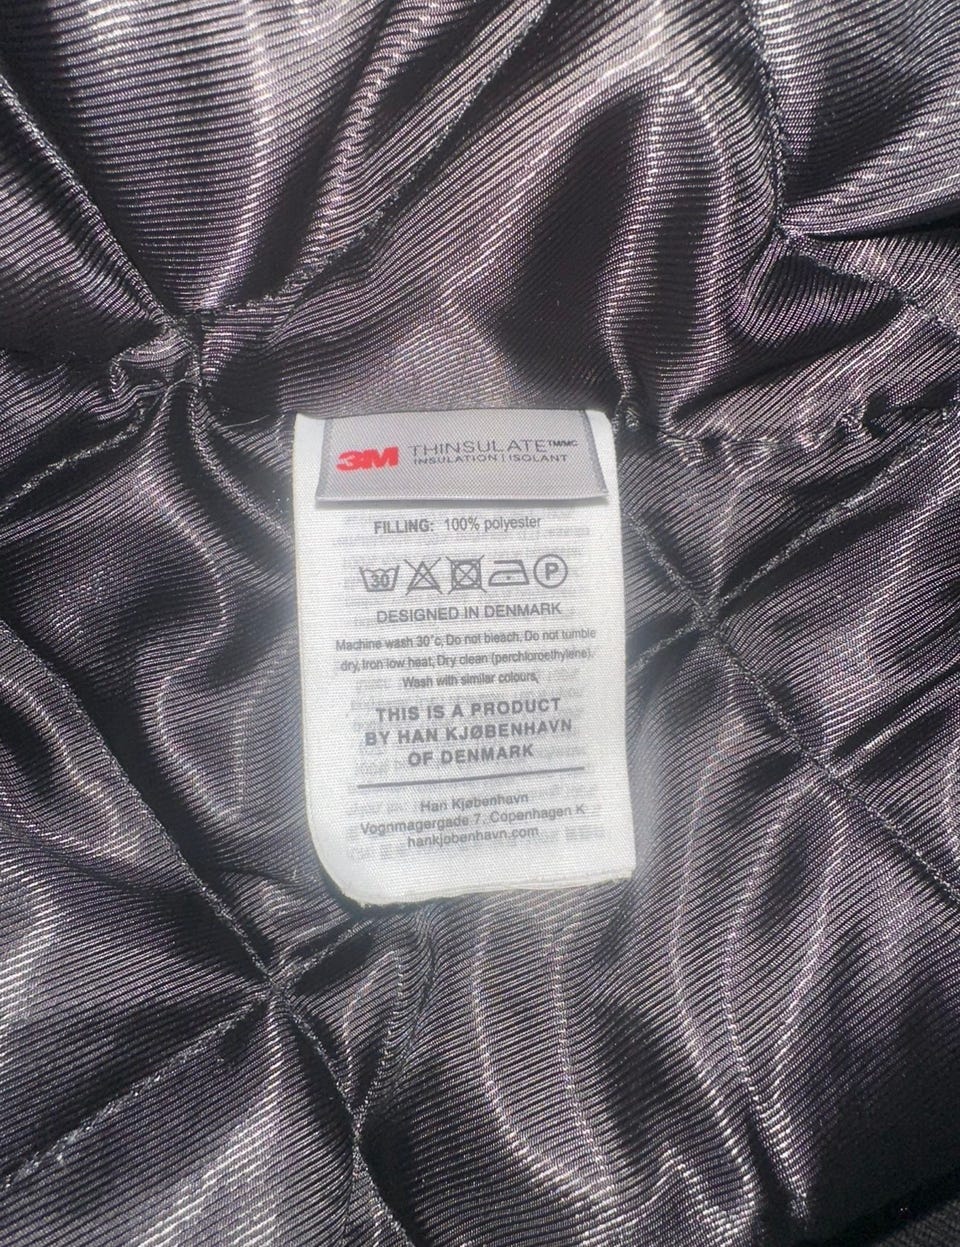 3M THINSULATE™MC
INSULATION | ISOLANT
FILLING: 100% polyester
30 P
DESIGNED IN DENMARK
Machine wash 30°c, Do not bleach, Do not tumble
dry, Iron low heat, Dry clean (perchloroethylene),
Wash with similar colours,
THIS IS A PRODUCT
BY HAN KJØBENHAVN
OF DENMARK
Han Kjøbenhavn
Vognmagergade 7, Copenhagen K
hankjobenhavn.com